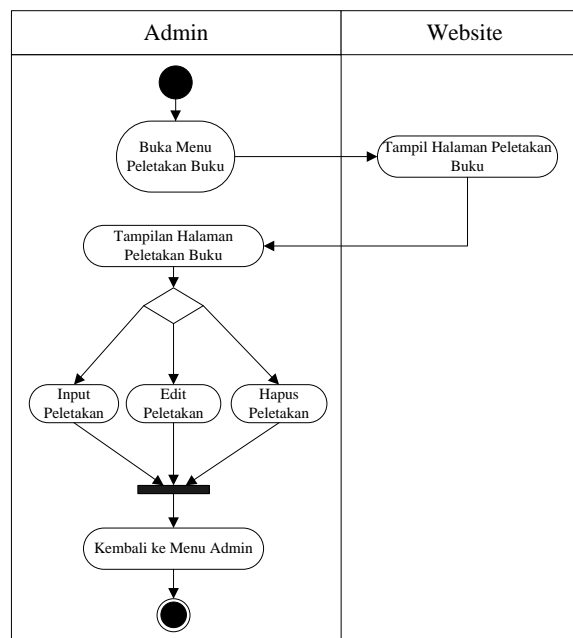 Admin
Website
Buka Menu
Peletakan Buku
Tampil Halaman Peletakan
Buku
Tampilan Halaman
Peletakan Buku
Input
Peletakan
Edit
Peletakan
Hapus
Peletakan
Kembali ke Menu Admin